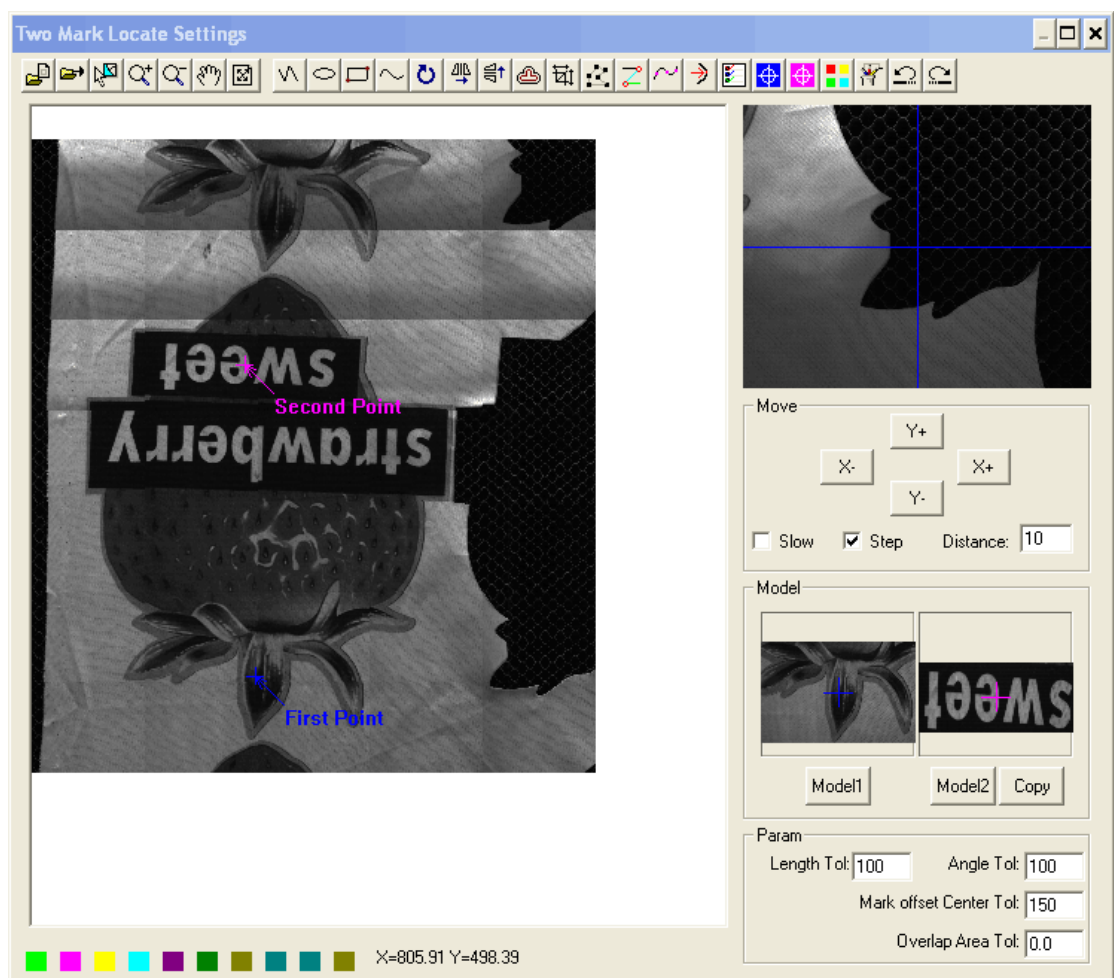 Two Mark Locate Settings
sweet
Second Point
strawberry
First Point
Move
Y+
X-
X+
Y-
Slow
Step
Distance: 10
Model
sweet
Model1
Model2
Copy
Param
Length Tol: 100
Angle Tol: 100
Mark offset Center Tol: 150
Overlap Area Tol: 0.0
X=805.91 Y=498.39